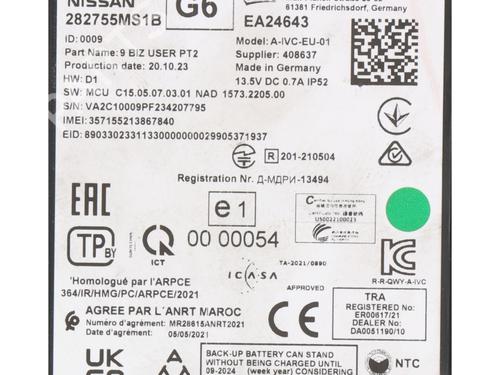 NISSAN
282755MS1B
G6
61381 Friedrichsdorf, Germany
EA24643
ID: 0009
Model: A-IVC-EU-01
Part Name: 9 BIZ USER PT2
Supplier: 408637
Production: 20.10.23
Made in Germany
HW: D1
13.5V DC 0.7A IP52
SW: MCU C15.05.07.03.01 NAD 1573.2205.00
S/N: VA2C10009PF234207795
IMEI: 357155213867840
EID: 89033023311330000000029905371937
R 201-210504
Registration Nr. Д-МДРИ-13494
EAC
e1
TP BY
ICT
00 00054
ICASA
TA-2021/0890
APPROVED
R-R-QWY-A-IVC
'Homologué par l'ARPCE
364/IR/HMG/PC/ARPCE/2021
AGREE PAR L'ANRT MAROC
Numéro d'agrément: MR28615ANRT2021
Date d'agrément: 05/05/2021
CE
TRA
REGISTERED No:
ER00617/21
DEALER No:
DA0051190/10
UK
BACK-UP BATTERY CAN STAND
WITHOUT BEING CHARGED UNTIL
09-2024 (week year) CONSIDERING
NTC